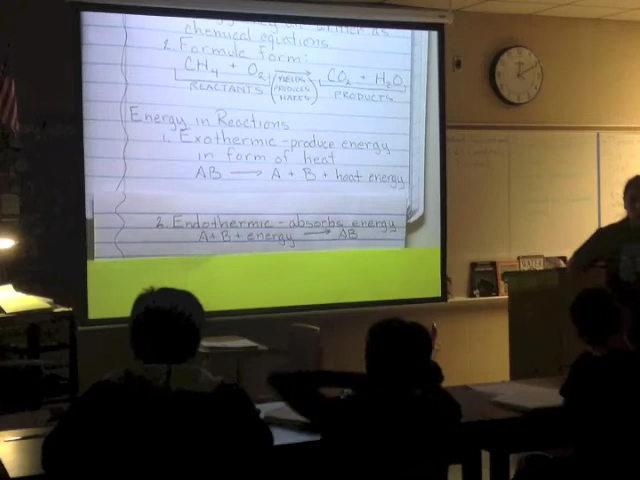 chemical equations
2. Formula Form:
CH4 + O2 → CO2 + H2O
REACTANTS (YIELDS PRODUCES MAKES) PRODUCTS
Energy in Reactions
1. Exothermic - produce energy
in form of heat
AB → A + B + heat energy
2. Endothermic - absorbs energy
A + B + energy → AB